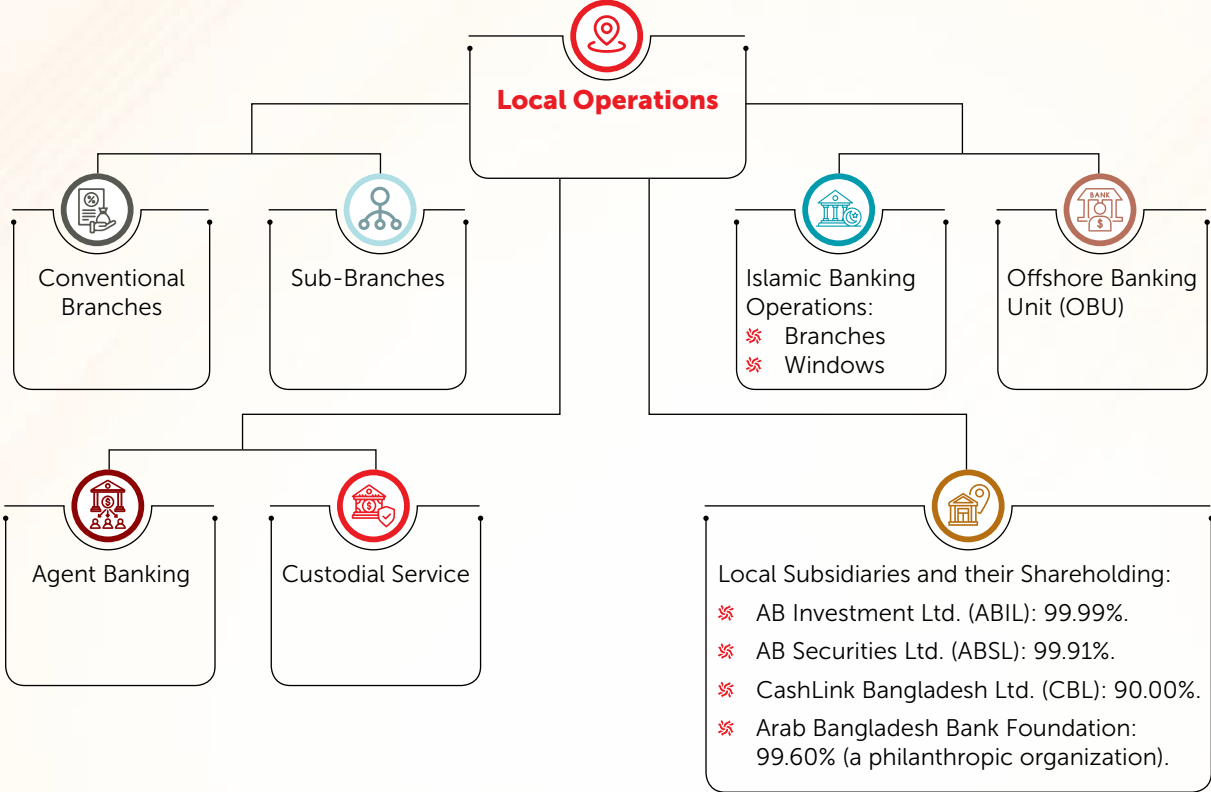 Local Operations
Conventional
Branches
Sub-Branches
Islamic Banking
Operations:
Branches
Windows
BANK
Offshore Banking
Unit (OBU)
Agent Banking
Custodial Service
Local Subsidiaries and their Shareholding:
AB Investment Ltd. (ABIL): 99.99%.
AB Securities Ltd. (ABSL): 99.91%.
CashLink Bangladesh Ltd. (CBL): 90.00%.
Arab Bangladesh Bank Foundation:
99.60% (a philanthropic organization).